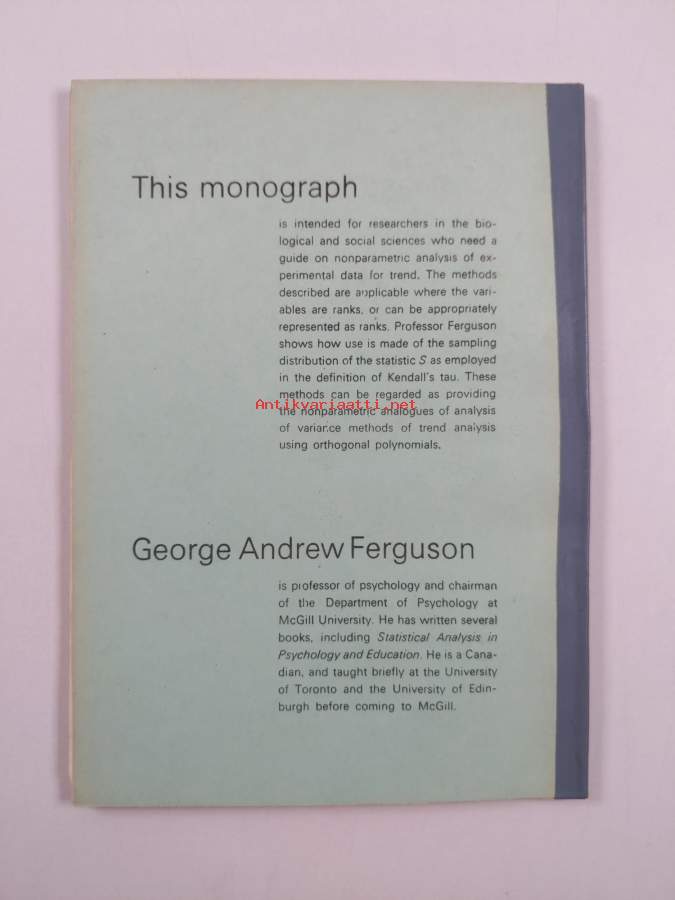 This monograph
is intended for researchers in the bio-
logical and social sciences who need a
guide on nonparametric analysis of ex-
perimental data for trend. The methods
described are applicable where the vari-
ables are ranks, or can be appropriately
represented as ranks. Professor Ferguson
shows how use is made of the sampling
distribution of the statistic S as employed
in the definition of Kendall's tau. These
methods can be regarded as providing
Antikvariaatti.net
the nonparametric analogues of analysis
of variance methods of trend analysis
using orthogonal polynomials.
George Andrew Ferguson
is professor of psychology and chairman
of the Department of Psychology at
McGill University. He has written several
books, including Statistical Analysis in
Psychology and Education. He is a Cana-
dian, and taught briefly at the University
of Toronto and the University of Edin-
burgh before coming to McGill.